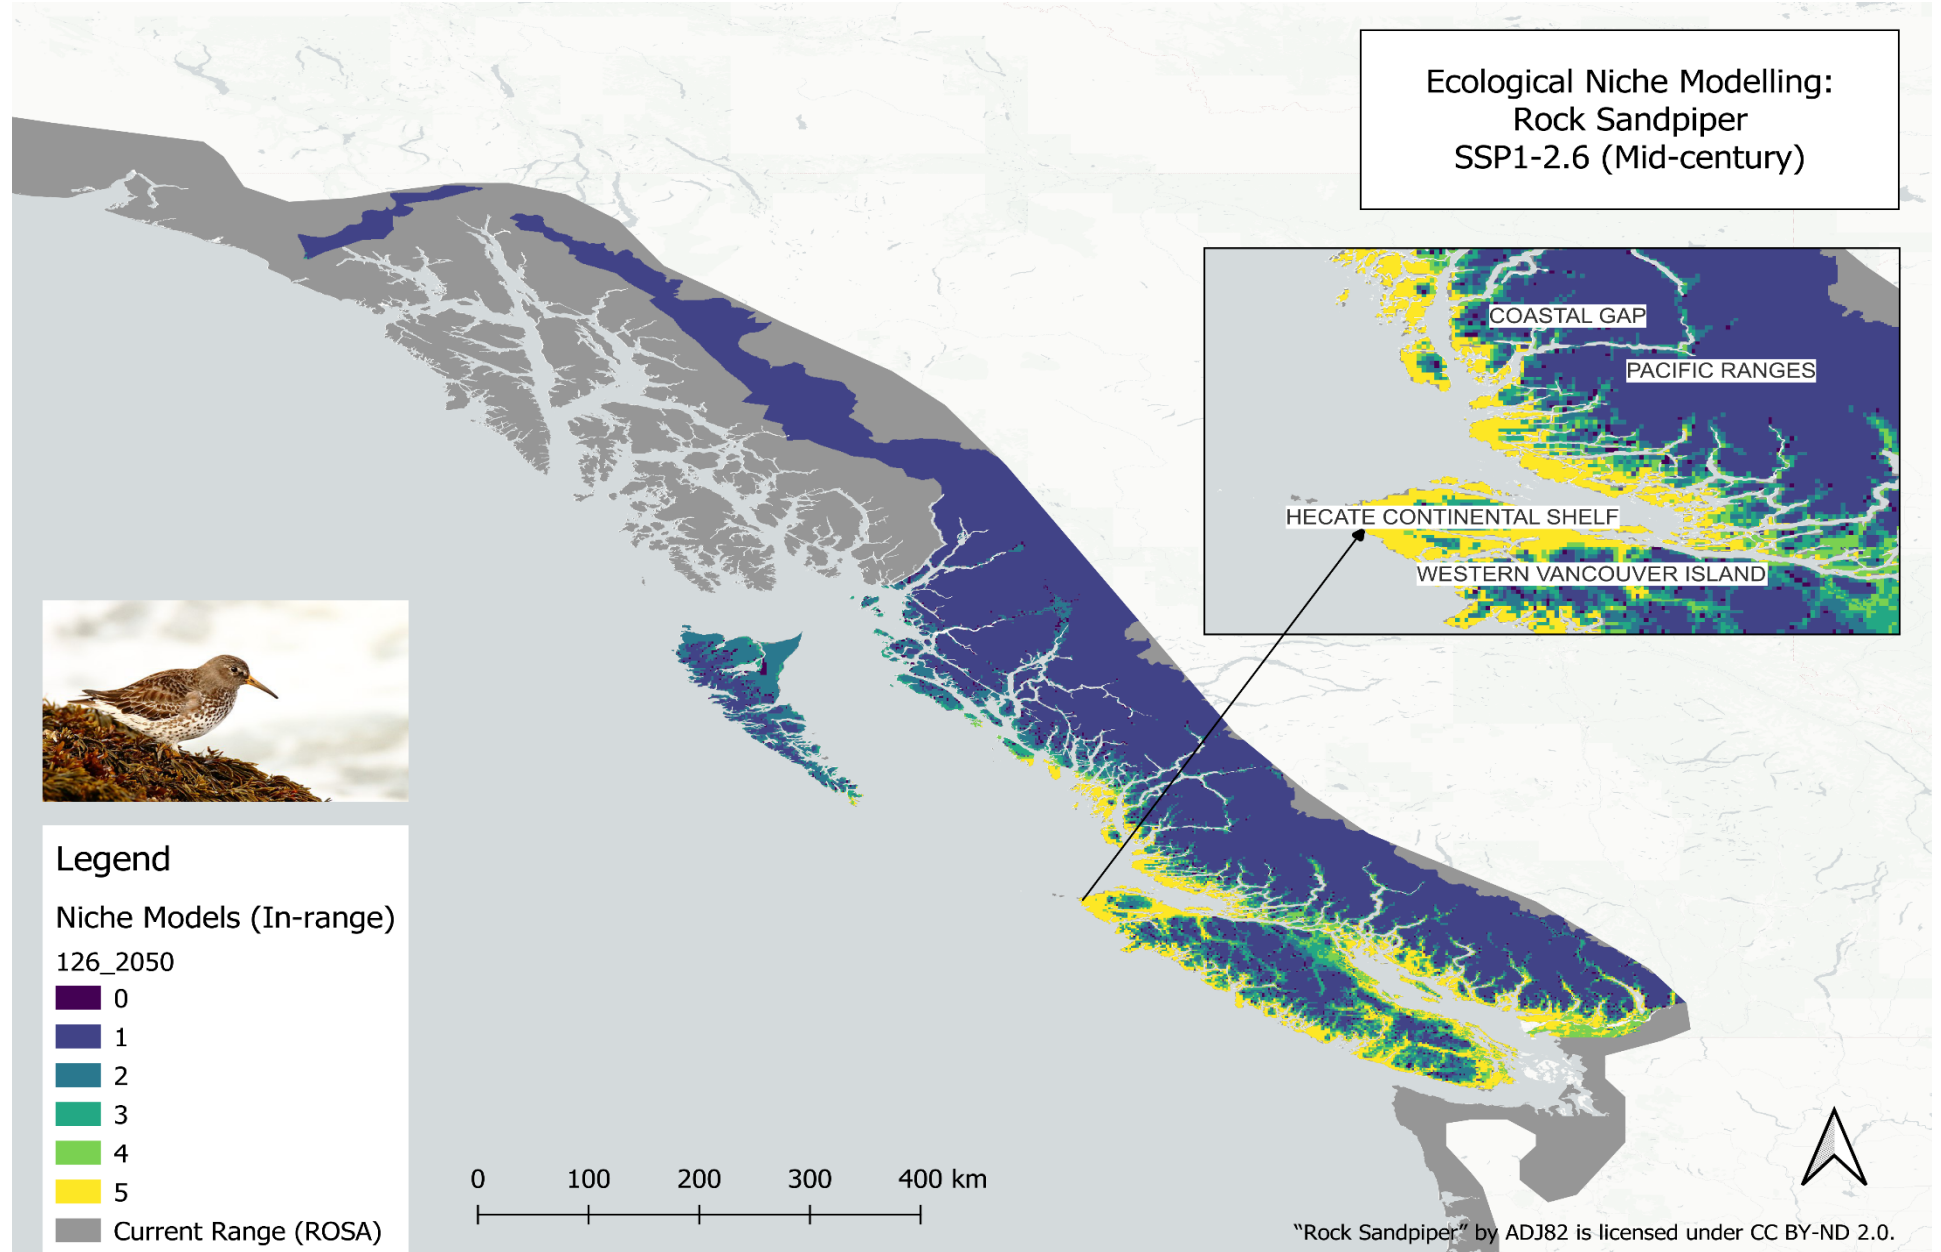 Ecological Niche Modelling:
Rock Sandpiper
SSP1-2.6 (Mid-century)
COASTAL GAP
PACIFIC RANGES
HECATE CONTINENTAL SHELF
WESTERN VANCOUVER ISLAND
Legend
Niche Models (In-range)
126_2050
0
1
2
3
4
5
Current Range (ROSA)
0 100 200 300 400 km
“Rock Sandpiper” by ADJ82 is licensed under CC BY-ND 2.0.